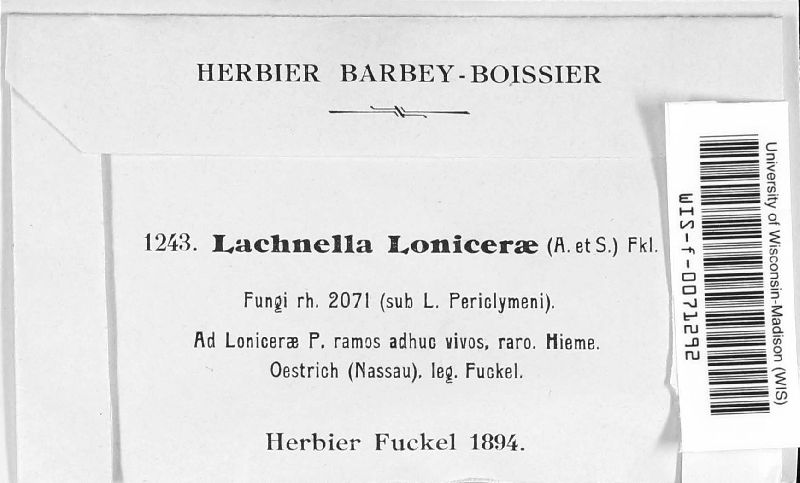 HERBIER BARBEY-BOISSIER
1243. Lachnella Loniceræ (A. et S.) Fkl.
Fungi rh. 2071 (sub L. Periclymeni).
Ad Loniceræ P. ramos adhuc vivos, raro. Hieme.
Oestrich (Nassau). leg. Fuckel.
Herbier Fuckel 1894.
University of Wisconsin-Madison (WIS)
WIS-f-0071292